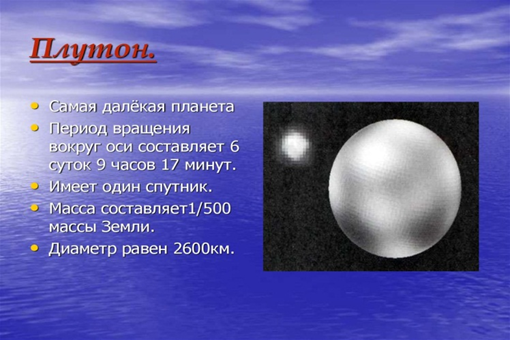 Плутон.
Самая далёкая планета
Период вращения
вокруг оси составляет 6
суток 9 часов 17 минут.
Имеет один спутник.
Масса составляет1/500
массы Земли.
Диаметр равен 2600км.